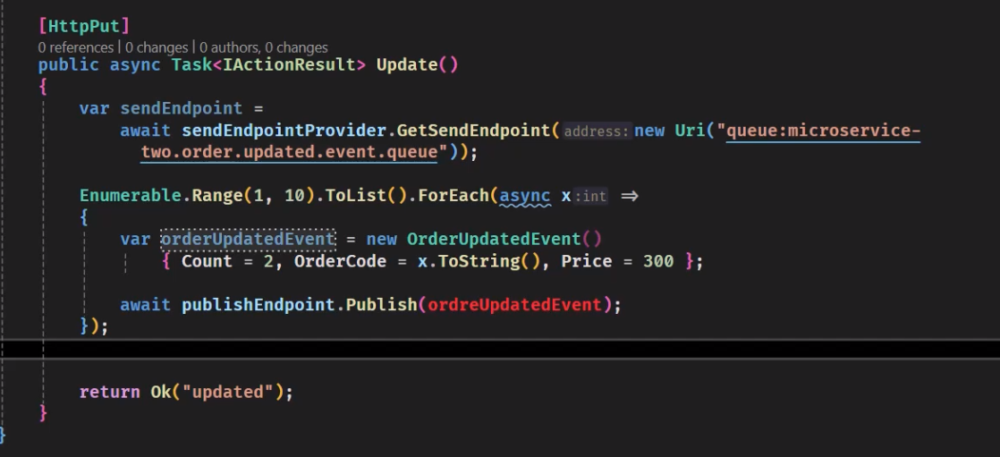 [HttpPut]
0 references | 0 changes | 0 authors, 0 changes
public async Task<IActionResult> Update()
{
var sendEndpoint =
await sendEndpointProvider.GetSendEndpoint(address: new Uri("queue:microservice-
two.order.updated.event.queue"));
Enumerable.Range(1, 10).ToList().ForEach(async x :int =>
{
var orderUpdatedEvent = new OrderUpdatedEvent()
{ Count = 2, OrderCode = x.ToString(), Price = 300 };
await publishEndpoint.Publish(ordreUpdatedEvent);
});
return Ok("updated");
}
}